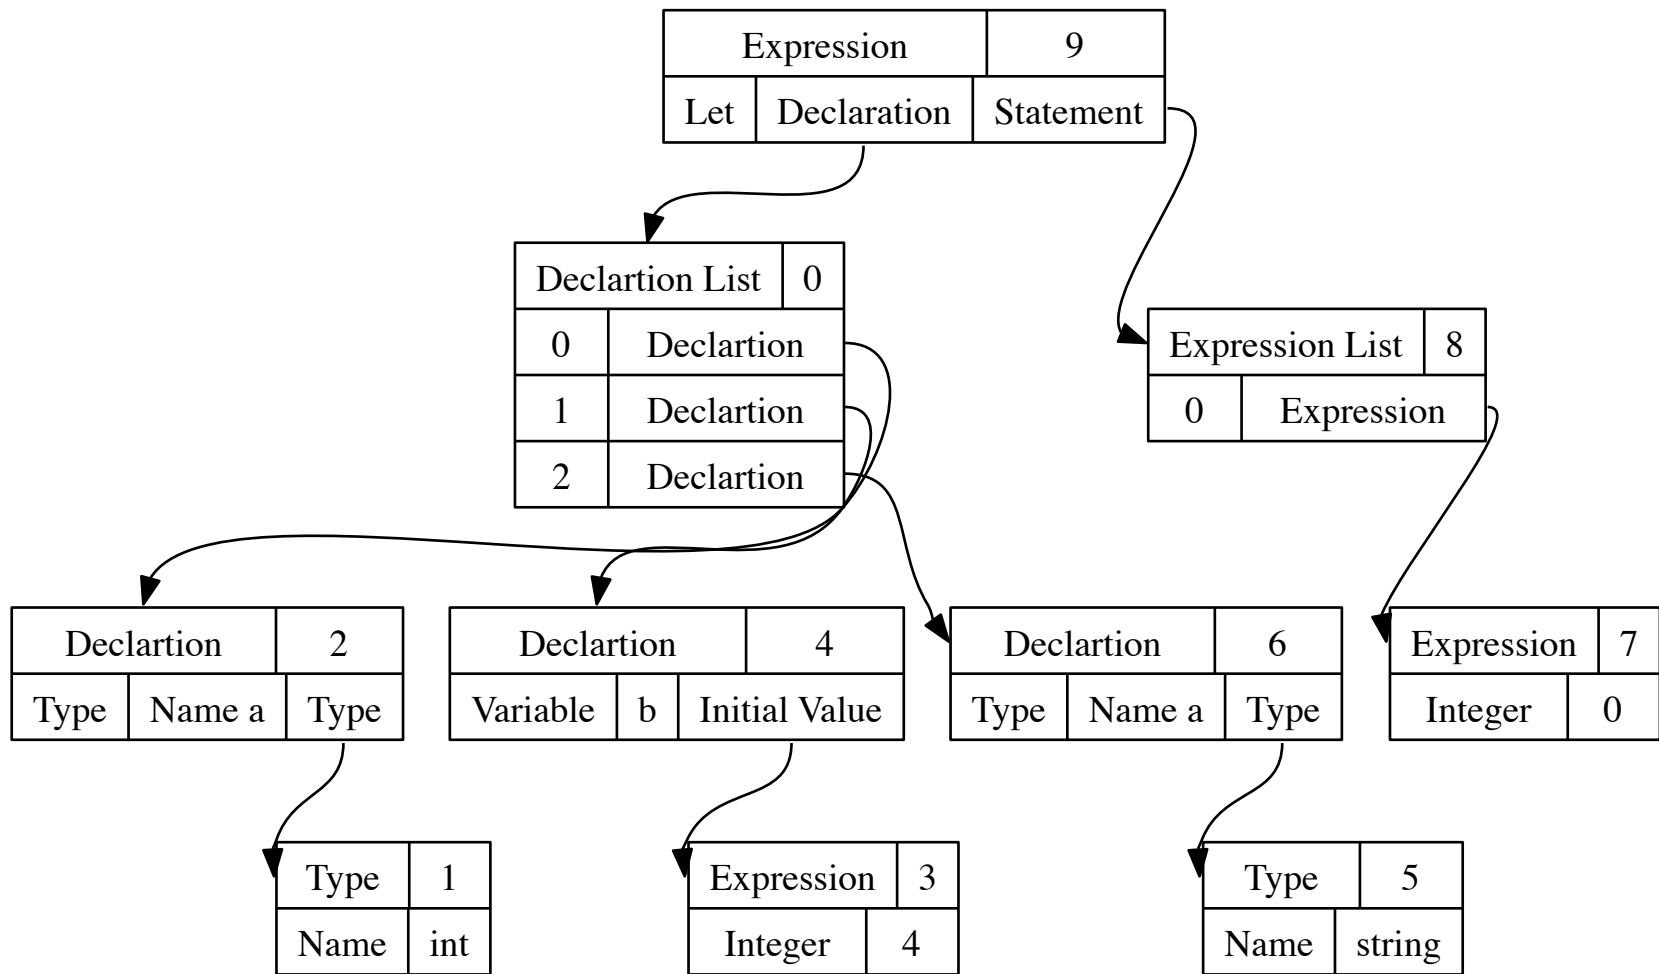 Expression 9
Let Declaration Statement
Declartion List 0
0 Declartion
1 Declartion
2 Declartion
Expression List 8
0 Expression
Declartion 2
Type Name a Type
Declartion 4
Variable b Initial Value
Declartion 6
Type Name a Type
Expression 7
Integer 0
Type 1
Name int
Expression 3
Integer 4
Type 5
Name string